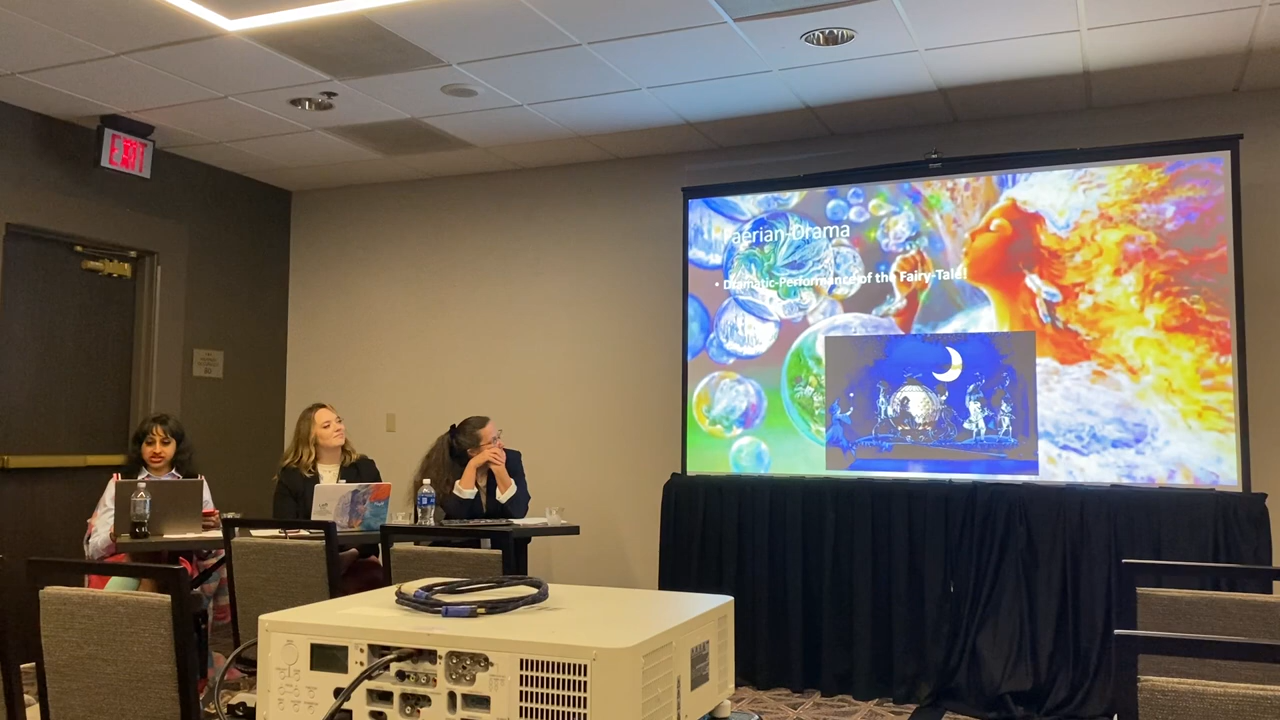 EXIT
Faerian-Drama
• Dramatic-Performance of the Fairy-Tale!